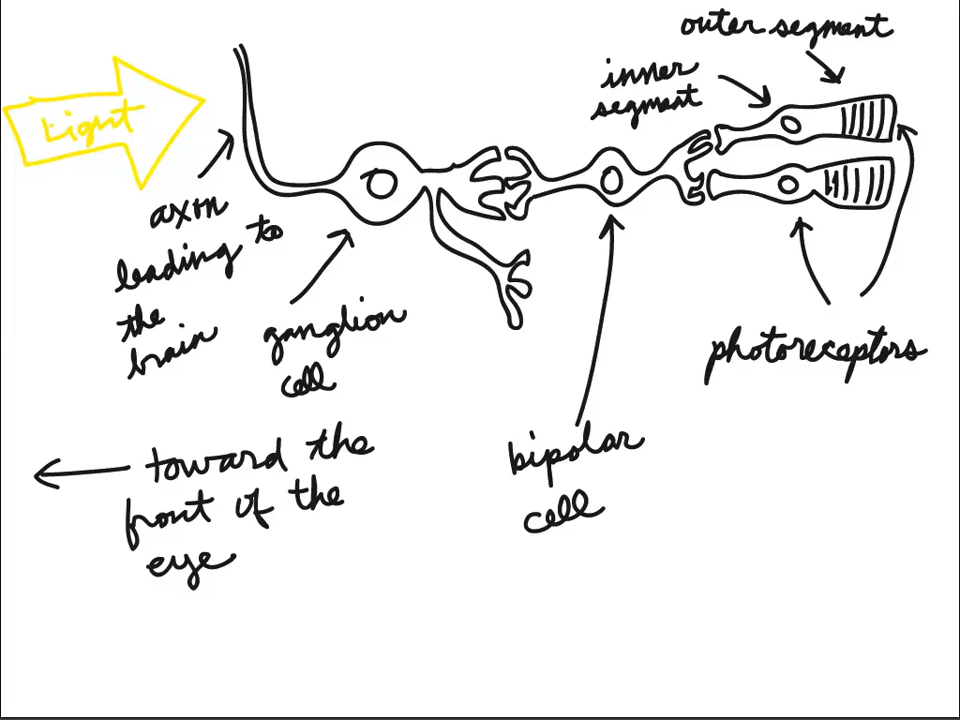 outer segment
inner
segment
Light
axon
leading to
the
brain
ganglion
cell
photoreceptors
bipolar
cell
toward the
front of the
eye